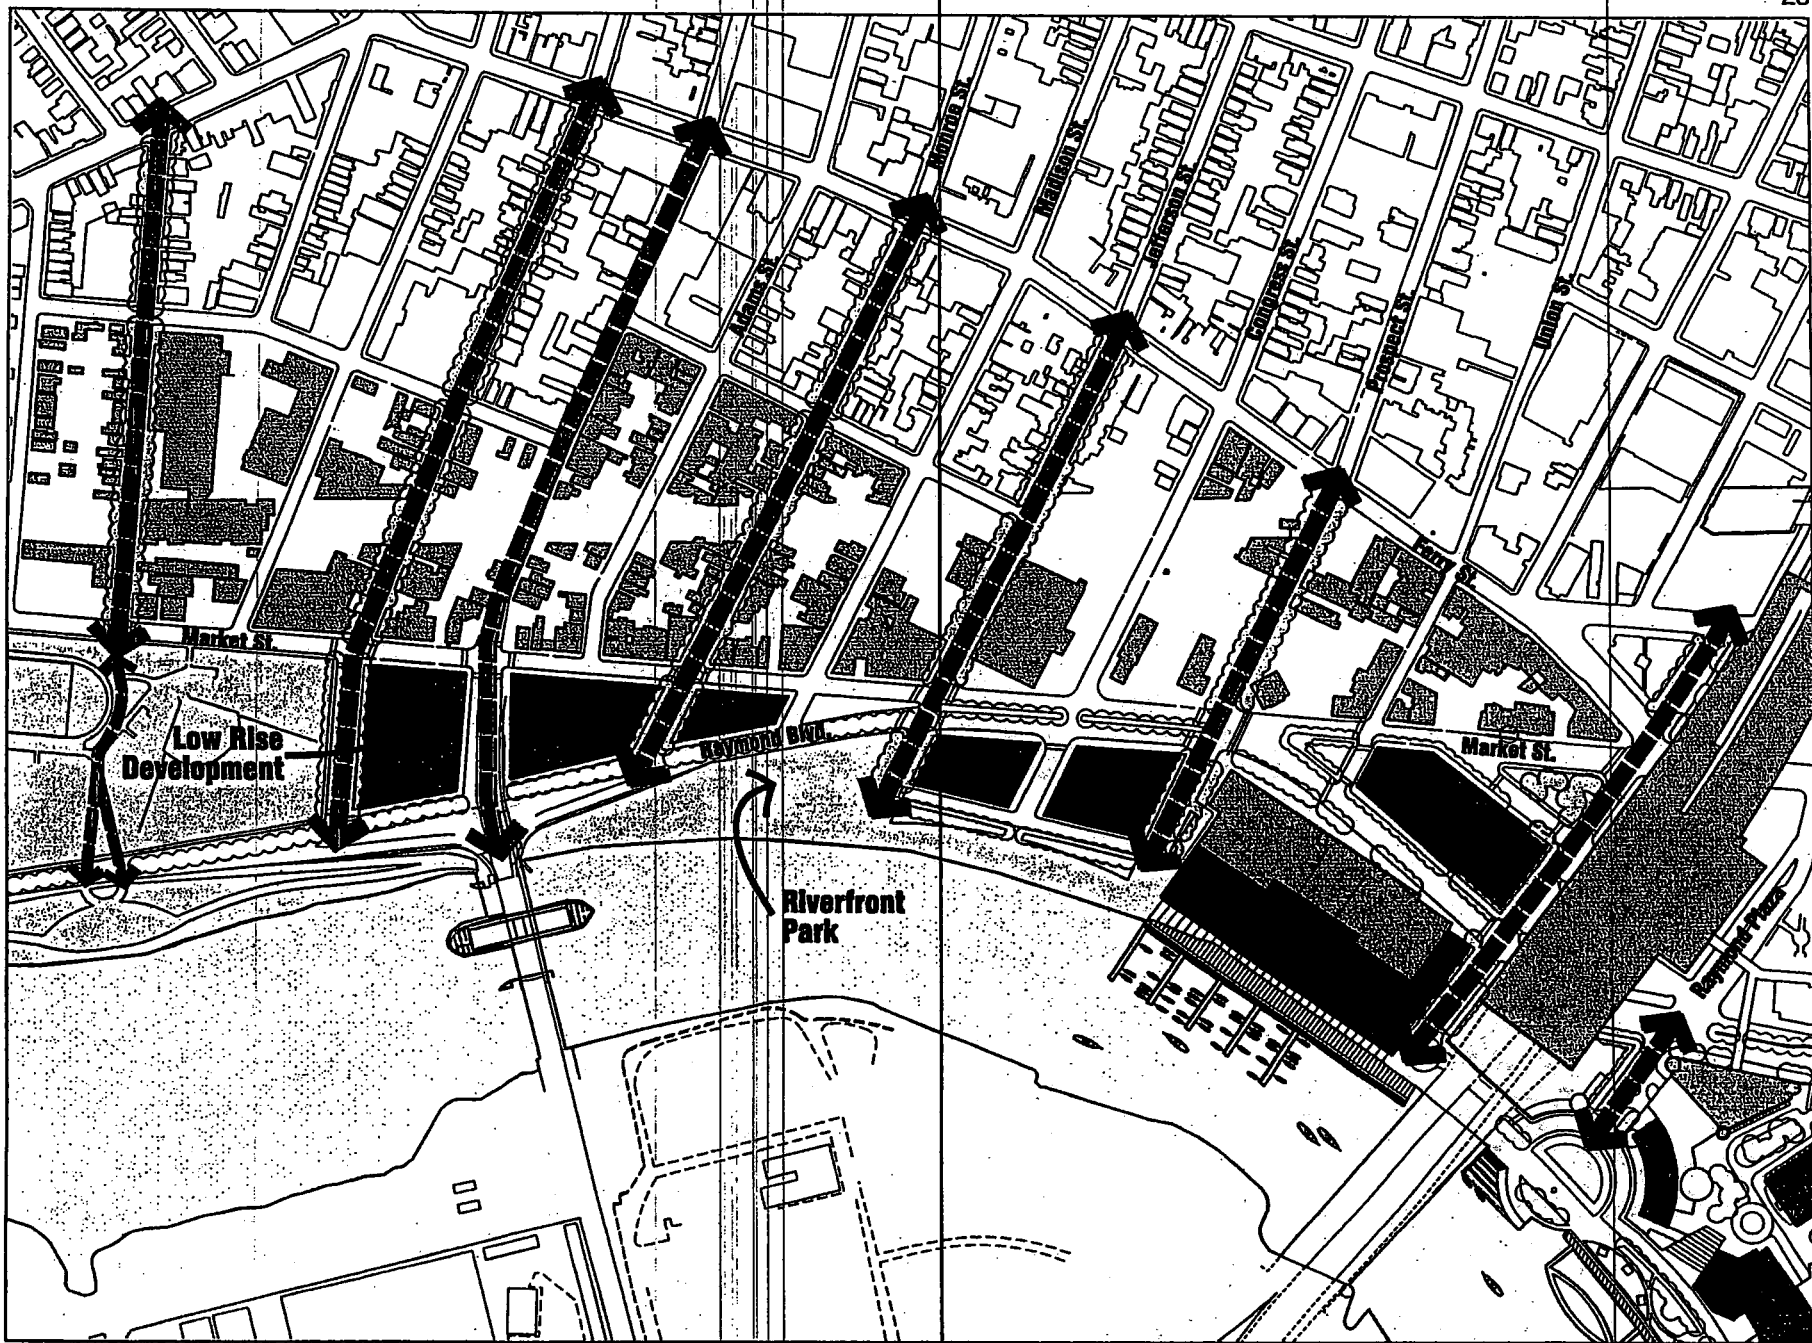 Monroe St.
Madison St.
Jefferson St.
Adams St.
Congress St.
Prospect St.
Union St.
Ferry St.
Market St.
Low Rise
Development
Raymond Blvd.
Market St.
Riverfront
Park
Raymond Plaza